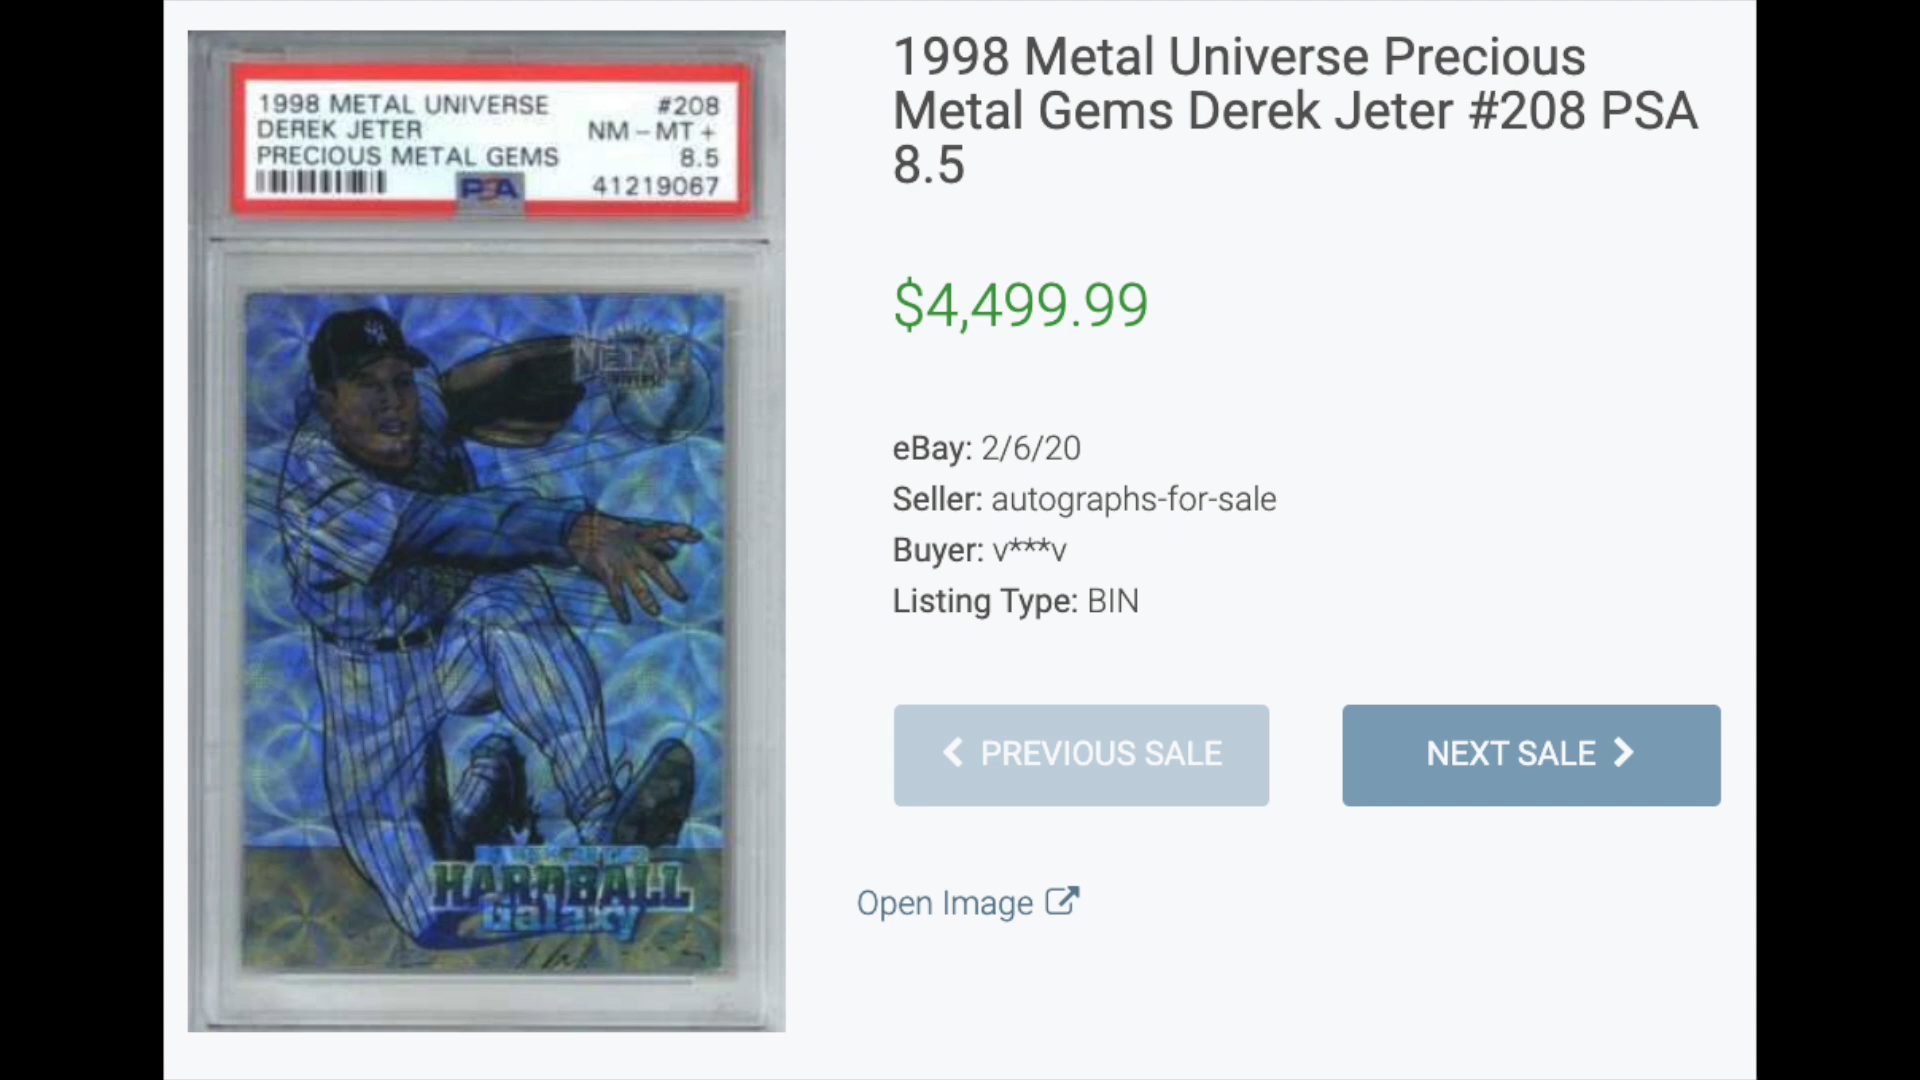 1998 METAL UNIVERSE #208
DEREK JETER NM - MT +
PRECIOUS METAL GEMS 8.5
PSA 41219067
METAL
UNIVERSE
HARDBALL
Galaxy
1998 Metal Universe Precious
Metal Gems Derek Jeter #208 PSA
8.5
$4,499.99
eBay: 2/6/20
Seller: autographs-for-sale
Buyer: v***v
Listing Type: BIN
PREVIOUS SALE
NEXT SALE
Open Image